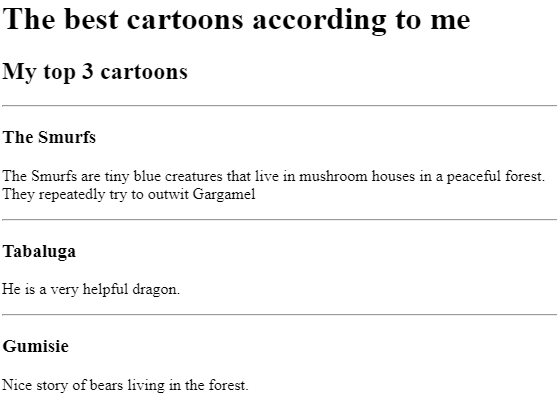 The best cartoons according to me
My top 3 cartoons
The Smurfs
The Smurfs are tiny blue creatures that live in mushroom houses in a peaceful forest.
They repeatedly try to outwit Gargamel
Tabaluga
He is a very helpful dragon.
Gumisie
Nice story of bears living in the forest.